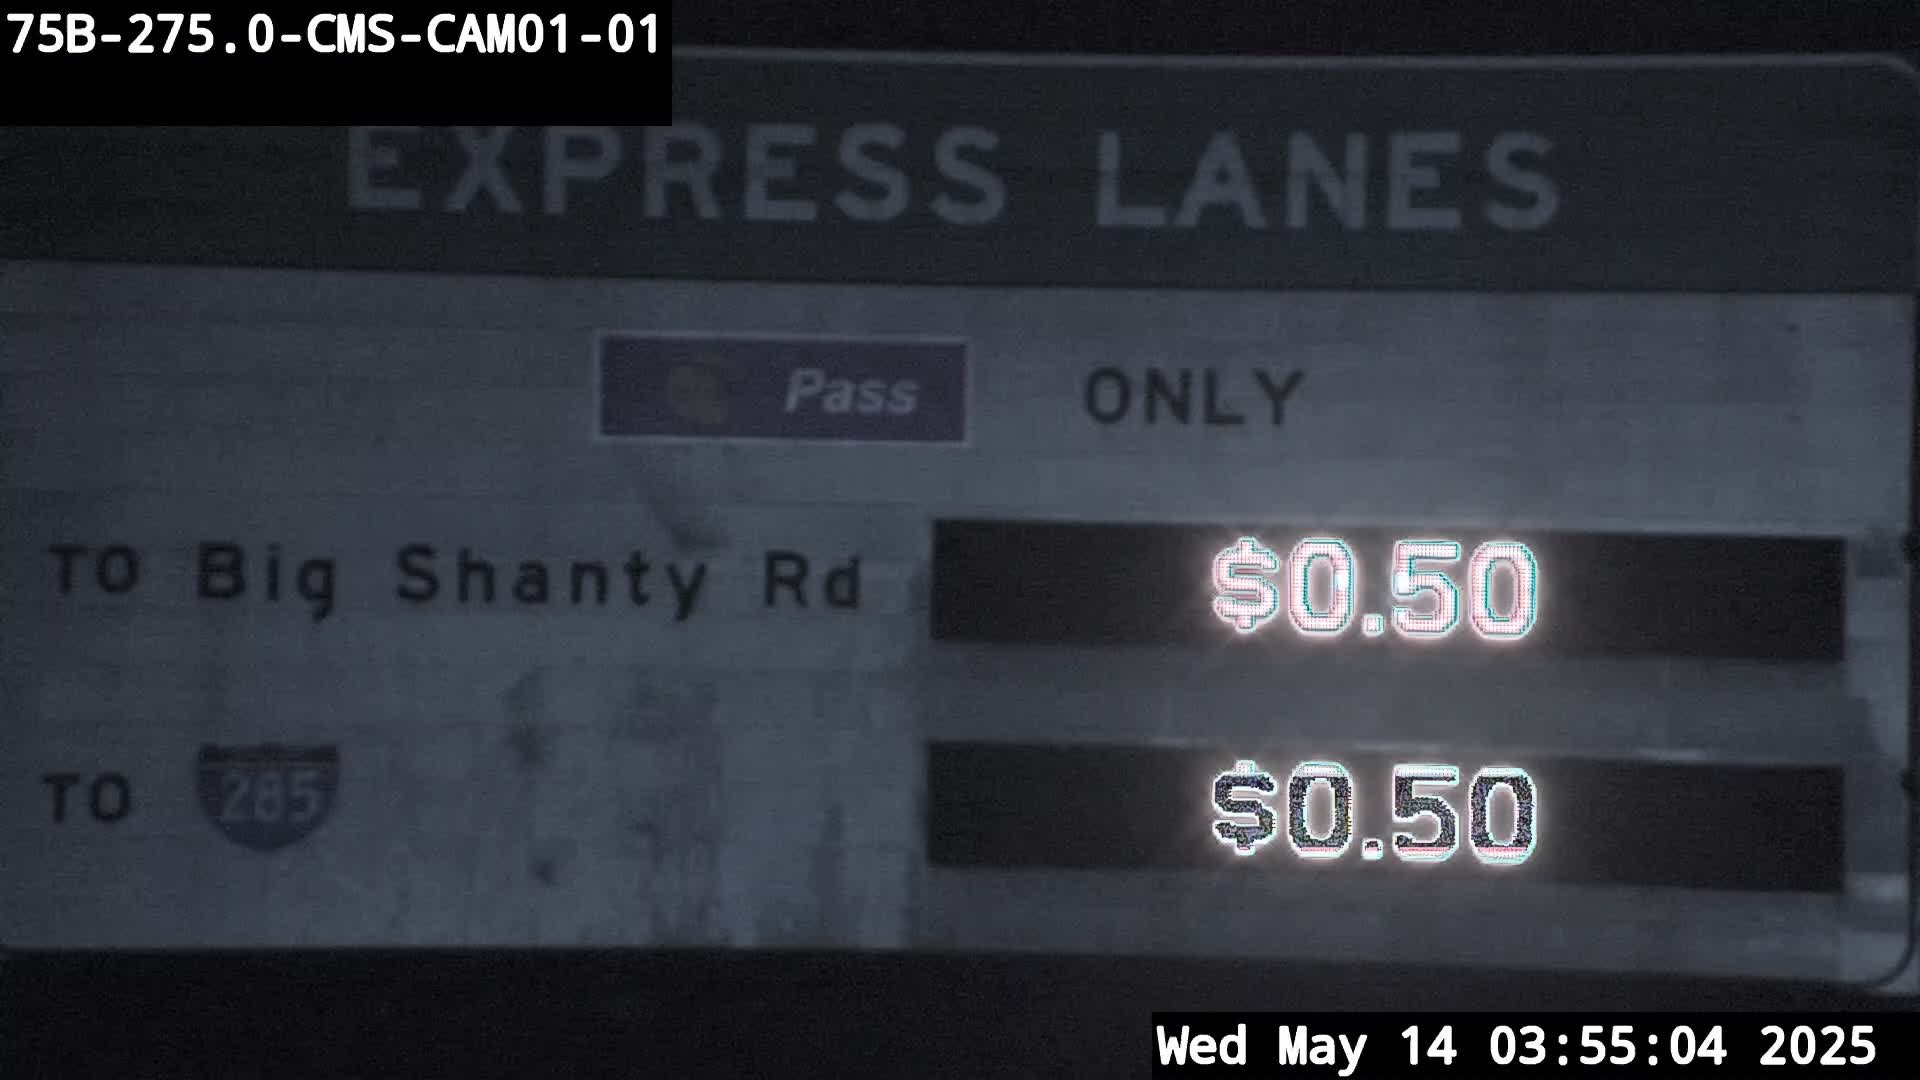 75B-275.0-CMS-CAM01-01
EXPRESS LANES
Pass ONLY
TO Big Shanty Rd $0.50
TO 285 $0.50
Wed May 14 03:55:04 2025